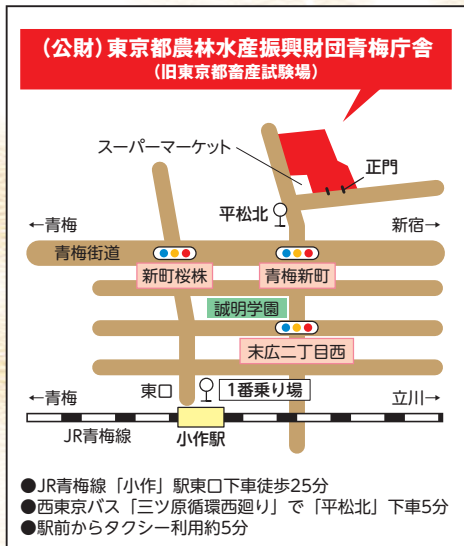 （公財）東京都農林水産振興財団青梅庁舎
（旧東京都畜産試験場）
スーパーマーケット
正門
平松北
←青梅
新宿→
青梅街道
新町桜株
青梅新町
誠明学園
末広二丁目西
東口
1番乗り場
←青梅
立川→
JR青梅線
小作駅
●JR青梅線「小作」駅東口下車徒歩25分
●西東京バス「三ツ原循環西廻り」で「平松北」下車5分
●駅前からタクシー利用約5分